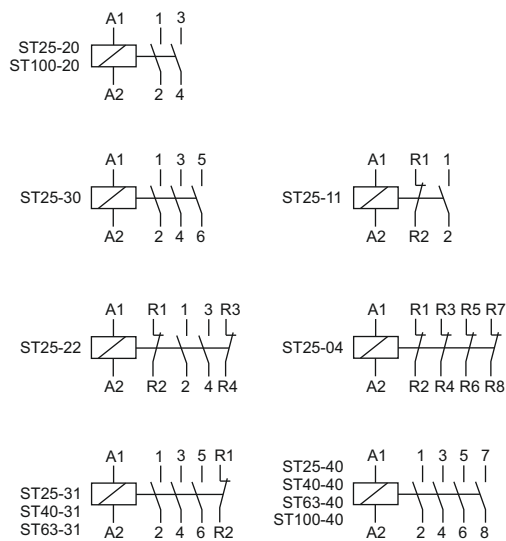 A1 1 3
ST25-20
ST100-20
A2 2 4
A1 1 3 5
ST25-30
A2 2 4 6
A1 R1 1
ST25-11
A2 R2 2
A1 R1 1 3 R3
ST25-22
A2 R2 2 4 R4
A1 R1 R3 R5 R7
ST25-04
A2 R2 R4 R6 R8
A1 1 3 5 R1
ST25-31
ST40-31
ST63-31
A2 2 4 6 R2
A1 1 3 5 7
ST25-40
ST40-40
ST63-40
ST100-40
A2 2 4 6 8